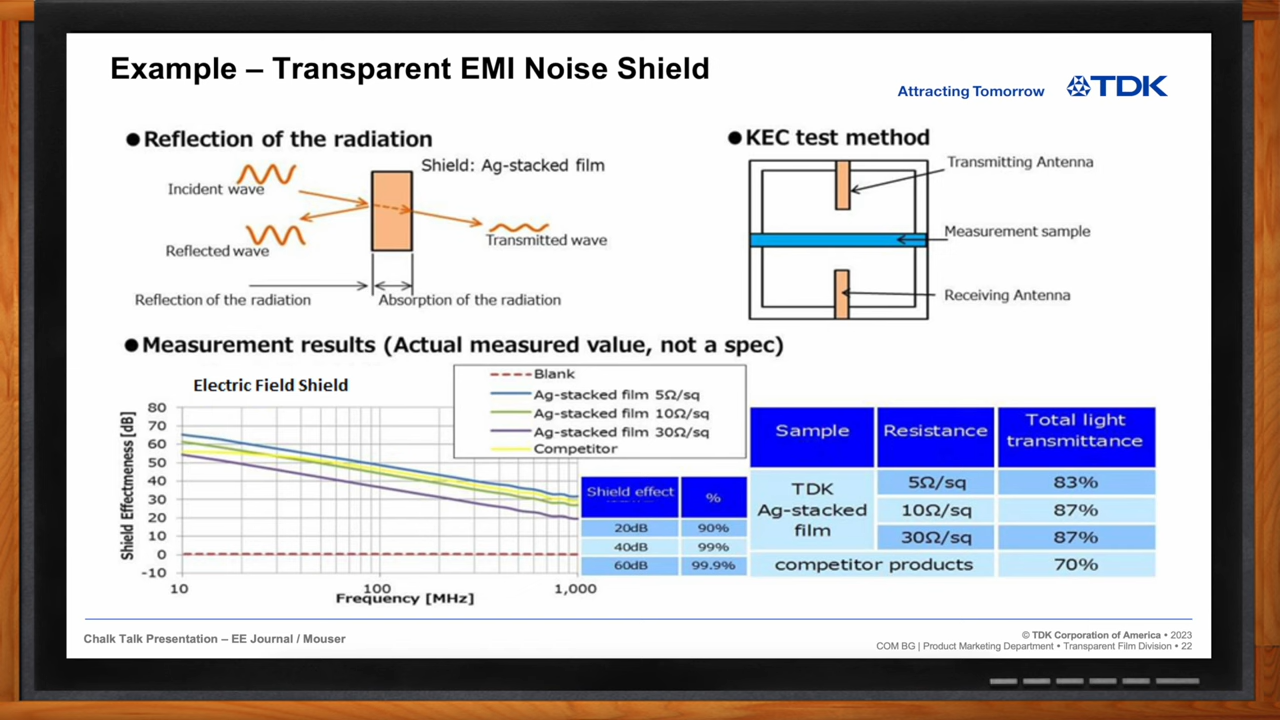 Example – Transparent EMI Noise Shield
Attracting Tomorrow
TDK
●Reflection of the radiation
Shield: Ag-stacked film
Incident wave
Reflected wave
Transmitted wave
Reflection of the radiation
Absorption of the radiation
●KEC test method
Transmitting Antenna
Measurement sample
Receiving Antenna
●Measurement results (Actual measured value, not a spec)
Electric Field Shield
Blank
Ag-stacked film 5Ω/sq
Ag-stacked film 10Ω/sq
Ag-stacked film 30Ω/sq
Competitor
Shield Effectmeness [dB]
80
70
60
50
40
30
20
10
0
-10
10
100
1,000
Frequency [MHz]
Shield effect %
20dB 90%
40dB 99%
60dB 99.9%
Sample Resistance Total light transmittance
TDK Ag-stacked film
5Ω/sq 83%
10Ω/sq 87%
30Ω/sq 87%
competitor products 70%
Chalk Talk Presentation – EE Journal / Mouser
© TDK Corporation of America • 2023
COM BG | Product Marketing Department • Transparent Film Division • 22